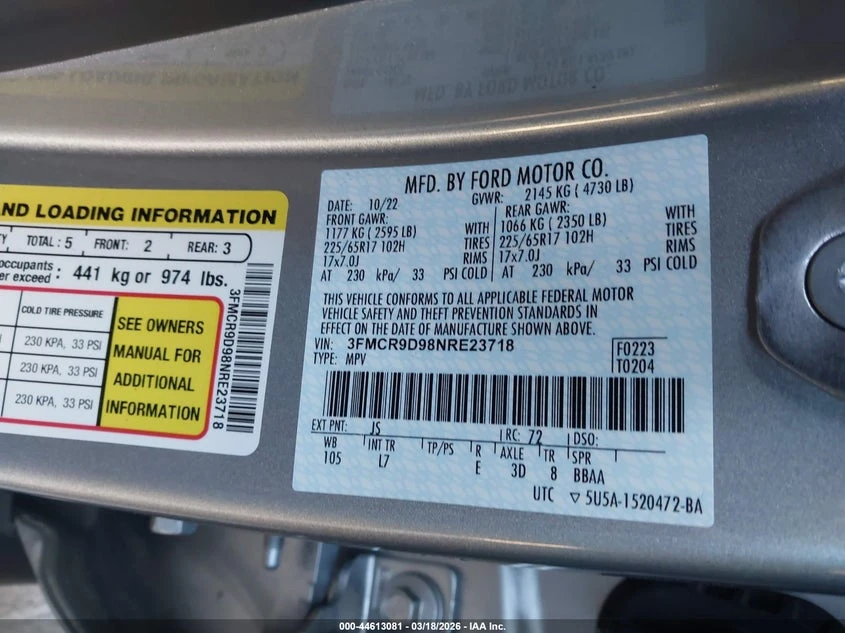 ND LOADING INFORMATION
TY TOTAL: 5 FRONT: 2 REAR: 3
occupants
er exceed : 441 kg or 974 lbs.
COLD TIRE PRESSURE
230 KPA, 33 PSI
230 KPA, 33 PSI
230 KPA, 33 PSI
SEE OWNERS
MANUAL FOR
ADDITIONAL
INFORMATION
3FMCR9D98NRE23718
MFD. BY FORD MOTOR CO.
DATE: 10/22 GVWR: 2145 KG ( 4730 LB)
FRONT GAWR: REAR GAWR:
1177 KG ( 2595 LB) WITH 1066 KG ( 2350 LB) WITH
225/65R17 102H TIRES 225/65R17 102H TIRES
17x7.0J RIMS 17x7.0J RIMS
AT 230 kPa/ 33 PSI COLD AT 230 kPa/ 33 PSI COLD
THIS VEHICLE CONFORMS TO ALL APPLICABLE FEDERAL MOTOR
VEHICLE SAFETY AND THEFT PREVENTION STANDARDS IN
EFFECT ON THE DATE OF MANUFACTURE SHOWN ABOVE.
VIN: 3FMCR9D98NRE23718 F0223
TYPE: MPV T0204
EXT PNT: JS RC: 72 DSO:
WB INT TR TP/PS R AXLE TR SPR
105 L7 E 3D 8 BBAA
UTC ▽ 5U5A-1520472-BA
000-44613081 - 03/18/2026 - IAA Inc.